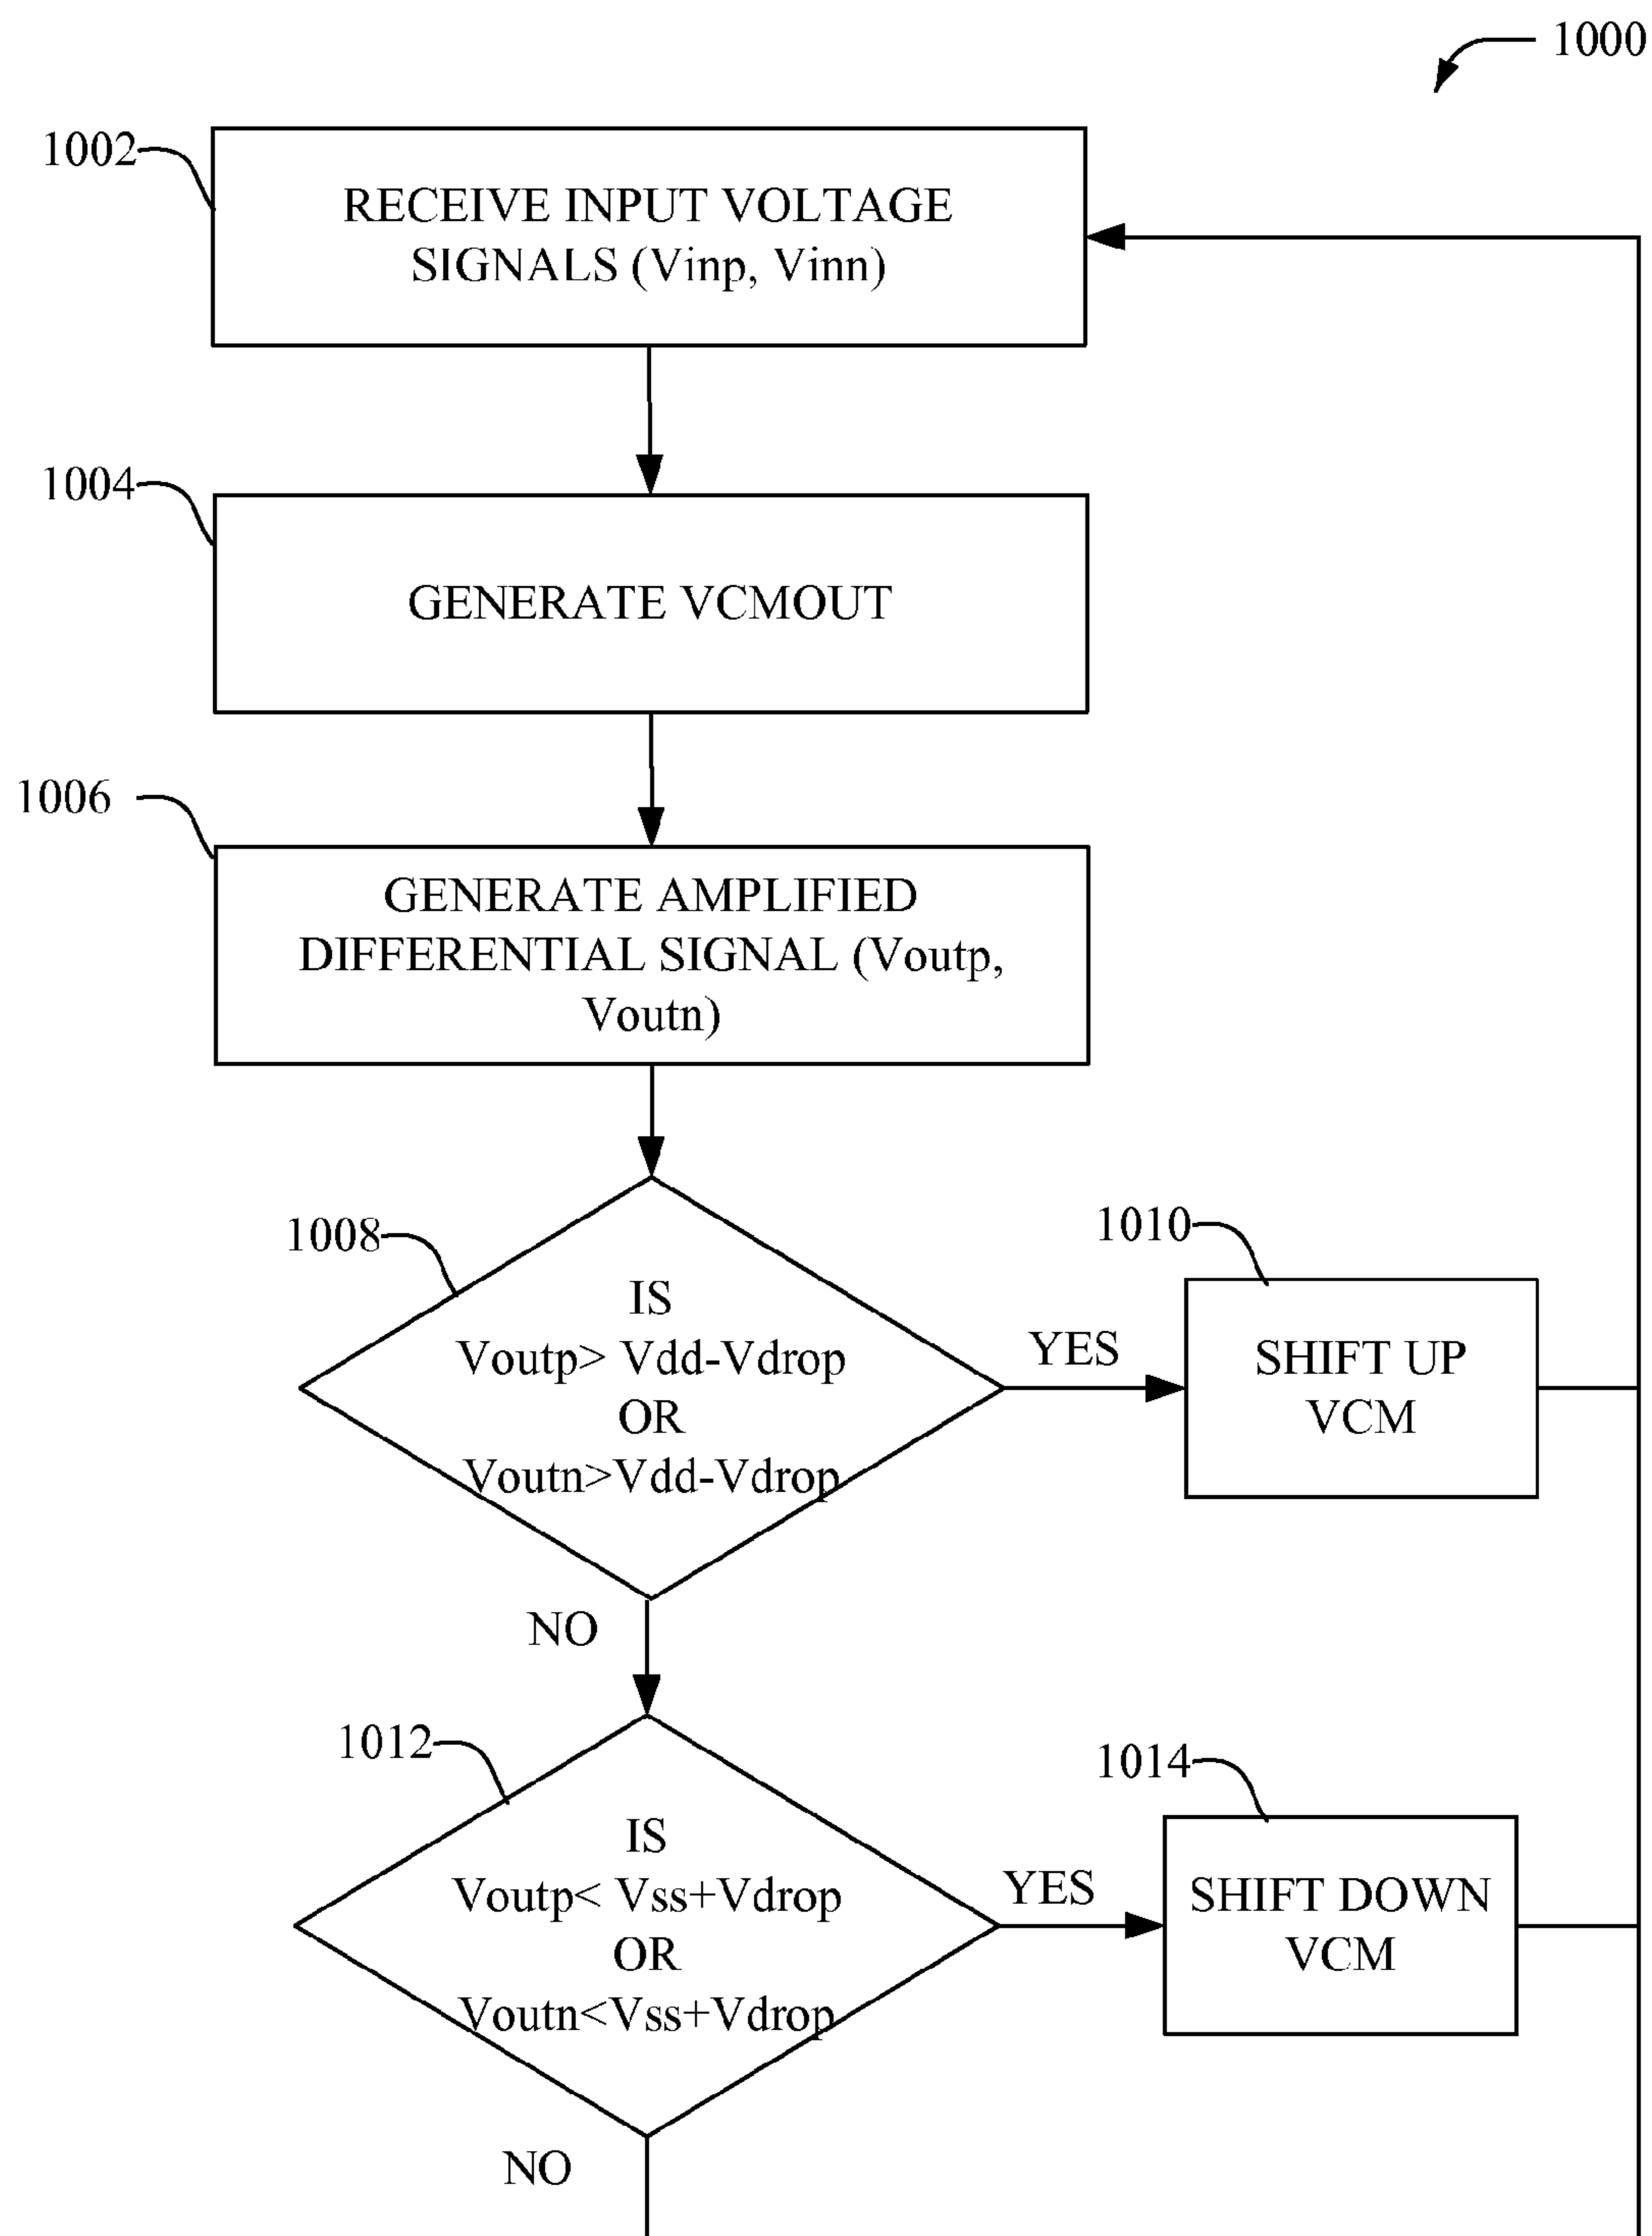 1000
1002
RECEIVE INPUT VOLTAGE
SIGNALS (Vinp, Vinn)
1004
GENERATE VCMOUT
1006
GENERATE AMPLIFIED
DIFFERENTIAL SIGNAL (Voutp,
Voutn)
1008
IS
Voutp> Vdd-Vdrop
OR
Voutn>Vdd-Vdrop
YES
1010
SHIFT UP
VCM
NO
1012
IS
Voutp< Vss+Vdrop
OR
Voutn<Vss+Vdrop
YES
1014
SHIFT DOWN
VCM
NO